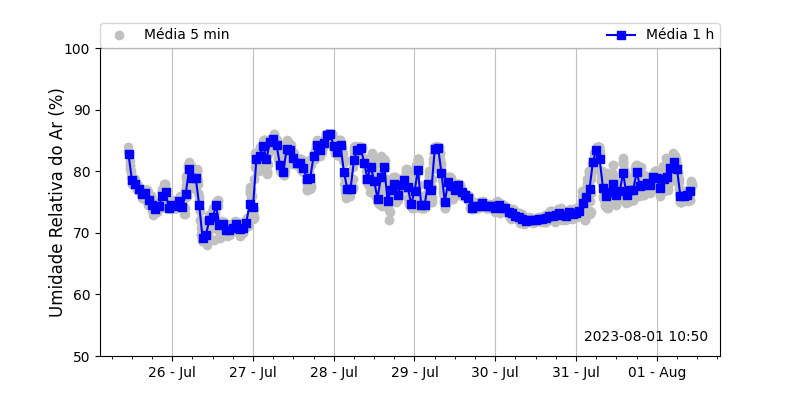 Média 5 min
Média 1 h
100
90
80
70
60
50
Umidade Relativa do Ar (%)
2023-08-01 10:50
26 - Jul
27 - Jul
28 - Jul
29 - Jul
30 - Jul
31 - Jul
01 - Aug